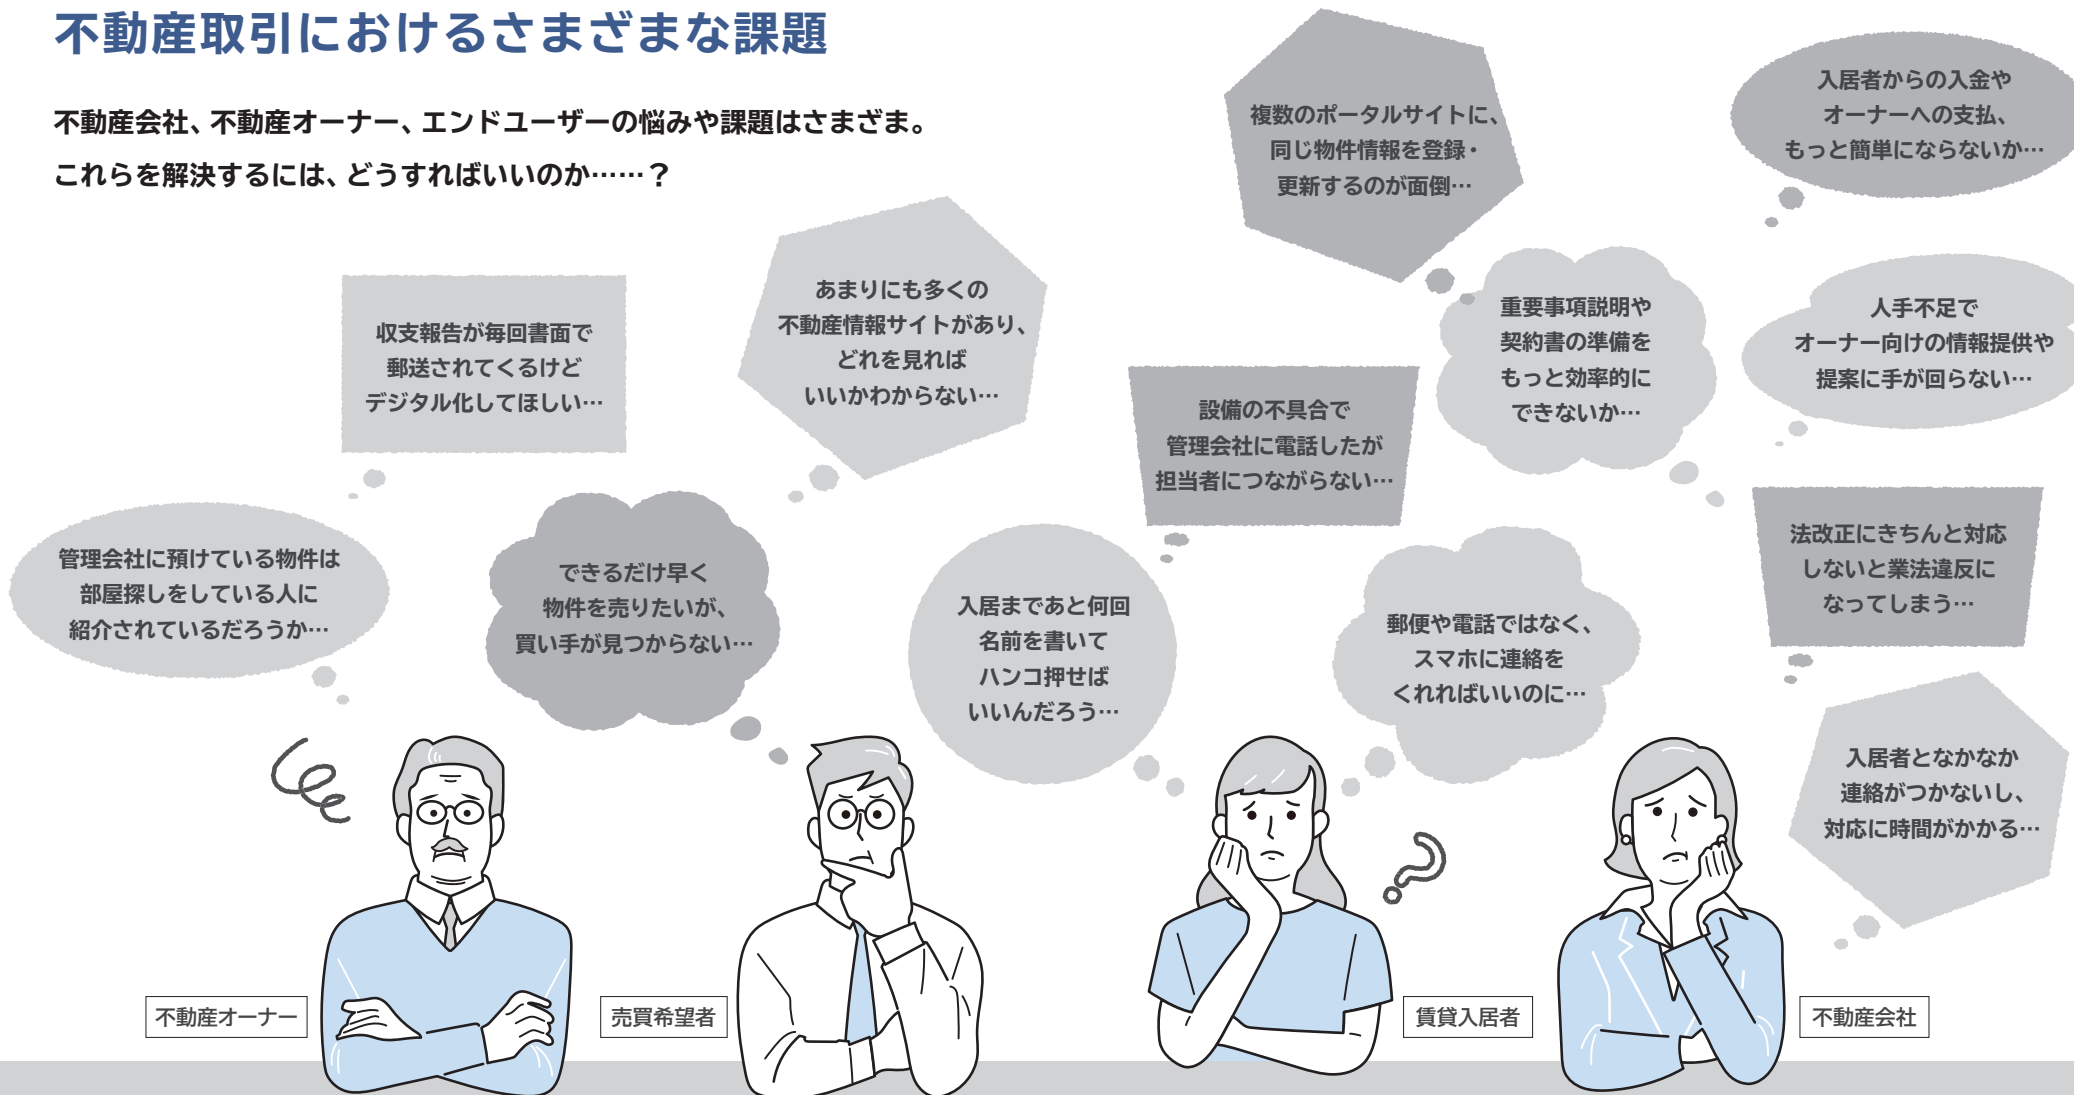 不動産取引におけるさまざまな課題
不動産会社、不動産オーナー、エンドユーザーの悩みや課題はさまざま。
これらを解決するには、どうすればいいのか……？
収支報告が毎回書面で
郵送されてくるけど
デジタル化してほしい…
管理会社に預けている物件は
部屋探しをしている人に
紹介されているだろうか…
あまりにも多くの
不動産情報サイトがあり、
どれを見れば
いいかわからない…
できるだけ早く
物件を売りたいが、
買い手が見つからない…
設備の不具合で
管理会社に電話したが
担当者につながらない…
入居まであと何回
名前を書いて
ハンコ押せば
いいんだろう…
郵便や電話ではなく、
スマホに連絡を
くれればいいのに…
複数のポータルサイトに、
同じ物件情報を登録・
更新するのが面倒…
入居者からの入金や
オーナーへの支払、
もっと簡単にならないか…
重要事項説明や
契約書の準備を
もっと効率的に
できないか…
人手不足で
オーナー向けの情報提供や
提案に手が回らない…
法改正にきちんと対応
しないと業法違反に
なってしまう…
入居者となかなか
連絡がつかないし、
対応に時間がかかる…
不動産オーナー
売買希望者
賃貸入居者
不動産会社